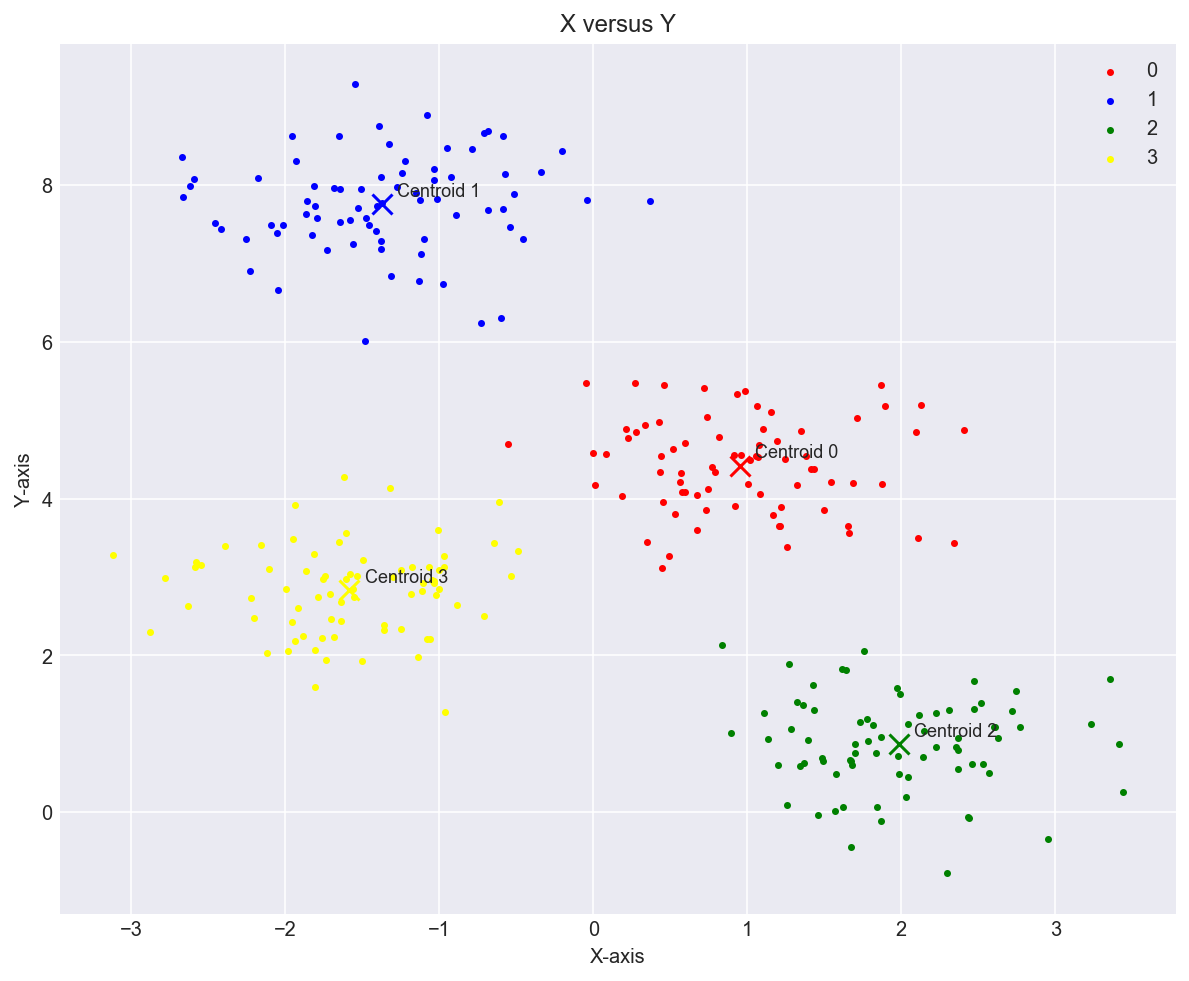 X versus Y
0
1
2
3
Centroid 1
Centroid 0
Centroid 3
Centroid 2
8
6
4
2
0
Y-axis
−3
−2
−1
0
1
2
3
X-axis